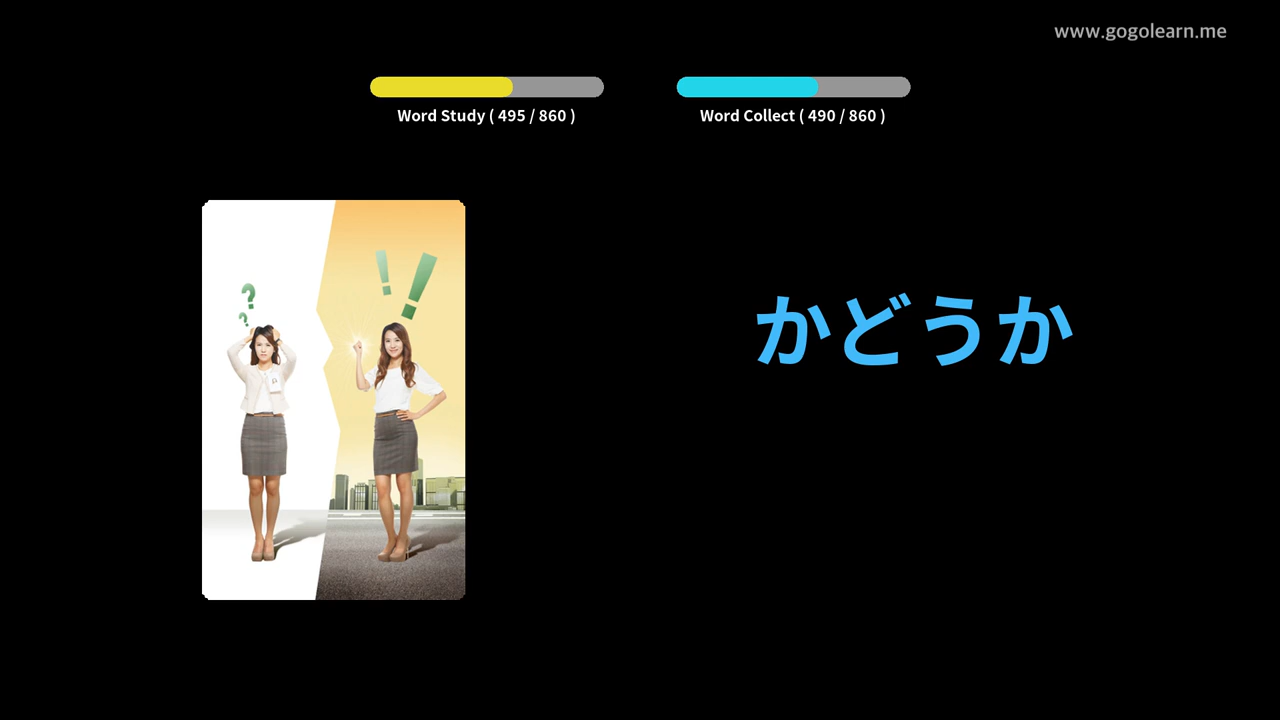 www.gogolearn.me
Word Study ( 495 / 860 )
Word Collect ( 490 / 860 )
? ?
! !
かどうか